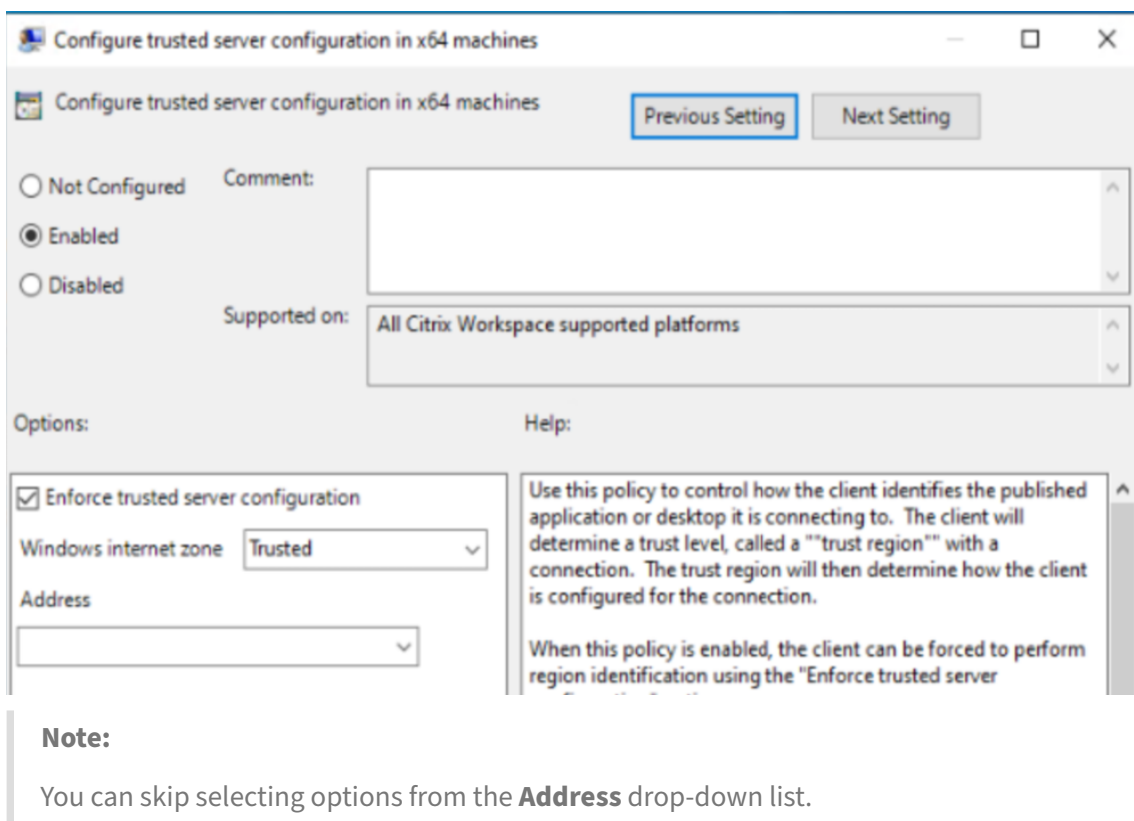 Configure trusted server configuration in x64 machines
Configure trusted server configuration in x64 machines
Previous Setting
Next Setting
Not Configured
Comment:
Enabled
Disabled
Supported on:
All Citrix Workspace supported platforms
Options:
Help:
Enforce trusted server configuration
Windows internet zone
Trusted
Address
Use this policy to control how the client identifies the published
application or desktop it is connecting to. The client will
determine a trust level, called a ""trust region"" with a
connection. The trust region will then determine how the client
is configured for the connection.
When this policy is enabled, the client can be forced to perform
region identification using the "Enforce trusted server
Note:
You can skip selecting options from the Address drop-down list.